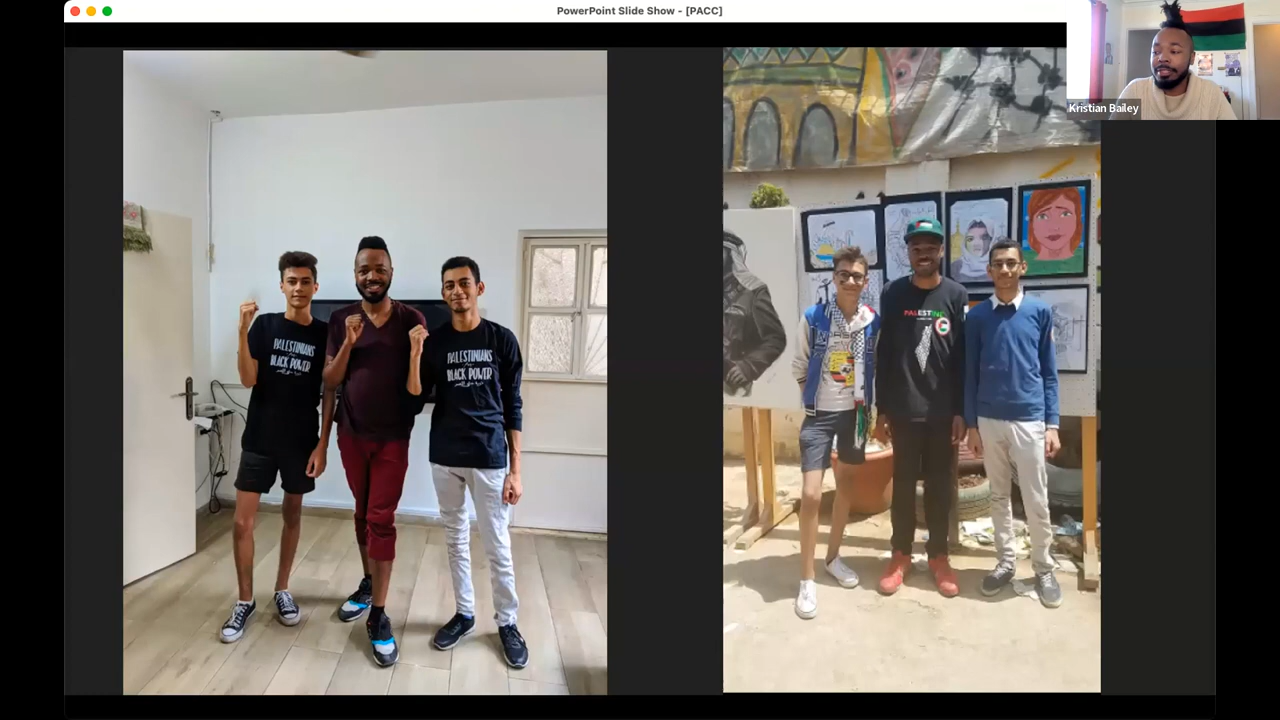 PowerPoint Slide Show - [PACC]
Kristian Bailey
PALESTINIANS
BLACK POWER
PALESTINIANS
BLACK POWER
PALESTINE